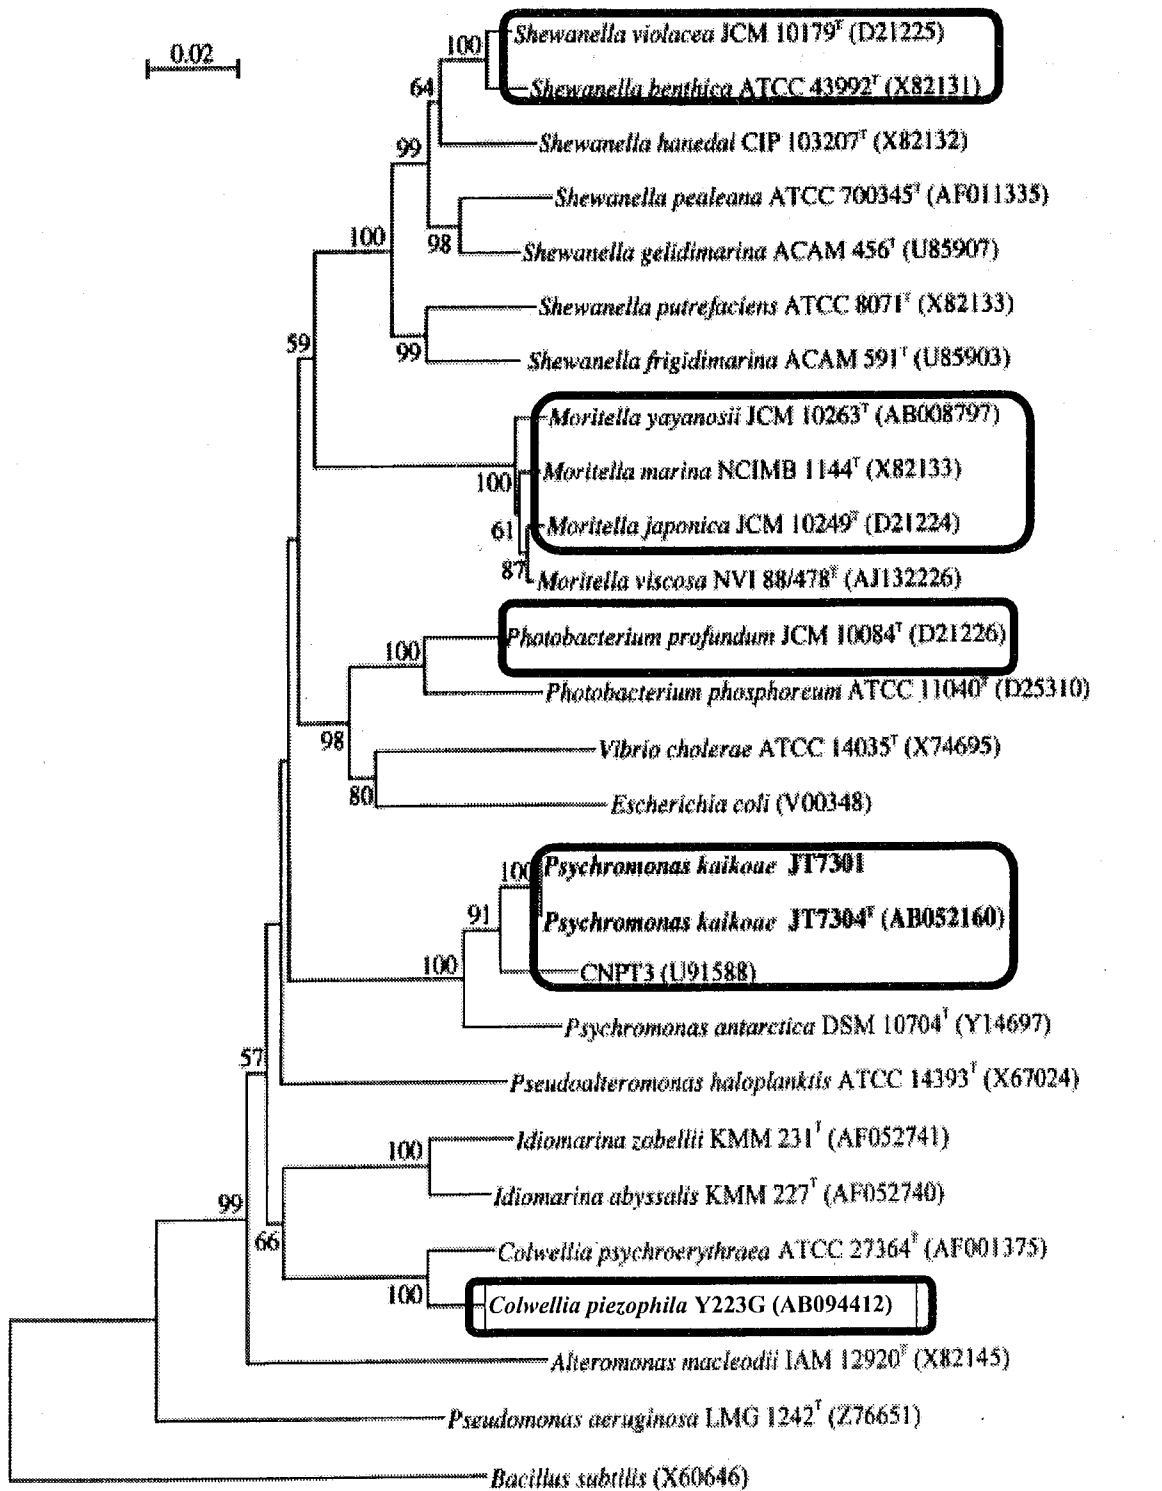 0.02
100
Shewanella violacea JCM 10179T (D21225)
Shewanella benthica ATCC 43992T (X82131)
64
Shewanella hanedai CIP 103207T (X82132)
99
Shewanella pealeana ATCC 700345T (AF011335)
98
Shewanella gelidimarina ACAM 456T (U85907)
100
Shewanella putrefaciens ATCC 8071T (X82133)
99
Shewanella frigidimarina ACAM 591T (U85903)
59
Moritella yayanosii JCM 10263T (AB008797)
Moritella marina NCIMB 1144T (X82133)
100
Moritella japonica JCM 10249T (D21224)
61
87
Moritella viscosa NVI 88/478T (AJ132226)
Photobacterium profundum JCM 10084T (D21226)
100
Photobacterium phosphoreum ATCC 11040T (D25310)
98
Vibrio cholerae ATCC 14035T (X74695)
80
Escherichia coli (V00348)
100
Psychromonas kaikoae JT7301
91
Psychromonas kaikoae JT7304T (AB052160)
100
CNPT3 (U91588)
Psychromonas antarctica DSM 10704T (Y14697)
57
Pseudoalteromonas haloplanktis ATCC 14393T (X67024)
100
Idiomarina zobellii KMM 231T (AF052741)
Idiomarina abyssalis KMM 227T (AF052740)
99
66
Colwellia psychroerythraea ATCC 27364T (AF001375)
100
Colwellia piezophila Y223G (AB094412)
Alteromonas macleodii IAM 12920T (X82145)
Pseudomonas aeruginosa LMG 1242T (Z76651)
Bacillus subtilis (X60646)